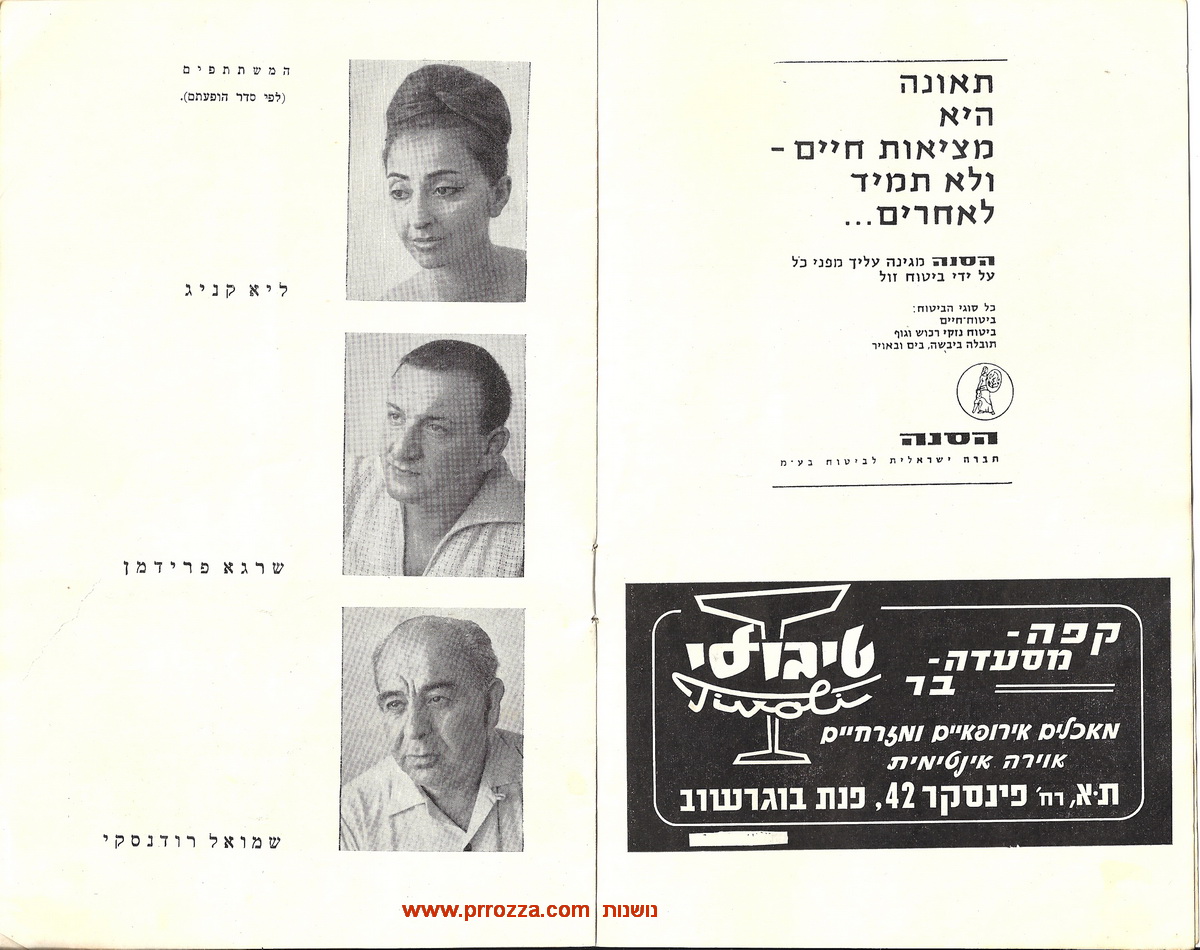 תאונה
היא
מציאות חיים -
ולא תמיד
לאחרים...
הסנה מגינה עליך מפני כל
על ידי ביטוח זול
כל סוגי הביטוח:
ביטוח־חיים
ביטוח נזקי רכוש וגוף
תובלה ביבשה, בים ובאויר
הסנה
חברה ישראלית לביטוח בע״מ
קפה-
מסעדה-
בר
טיבולי
Tivoli
מאכלים אירופאיים ומזרחיים
אוירה אינטימית
ת.א, רח׳ פינסקר 42, פנת בוגרשוב
המשתתפים
(לפי סדר הופעתם).
ליא קניג
שרגא פרידמן
שמואל רודנסקי
www.prrozza.com נושנות